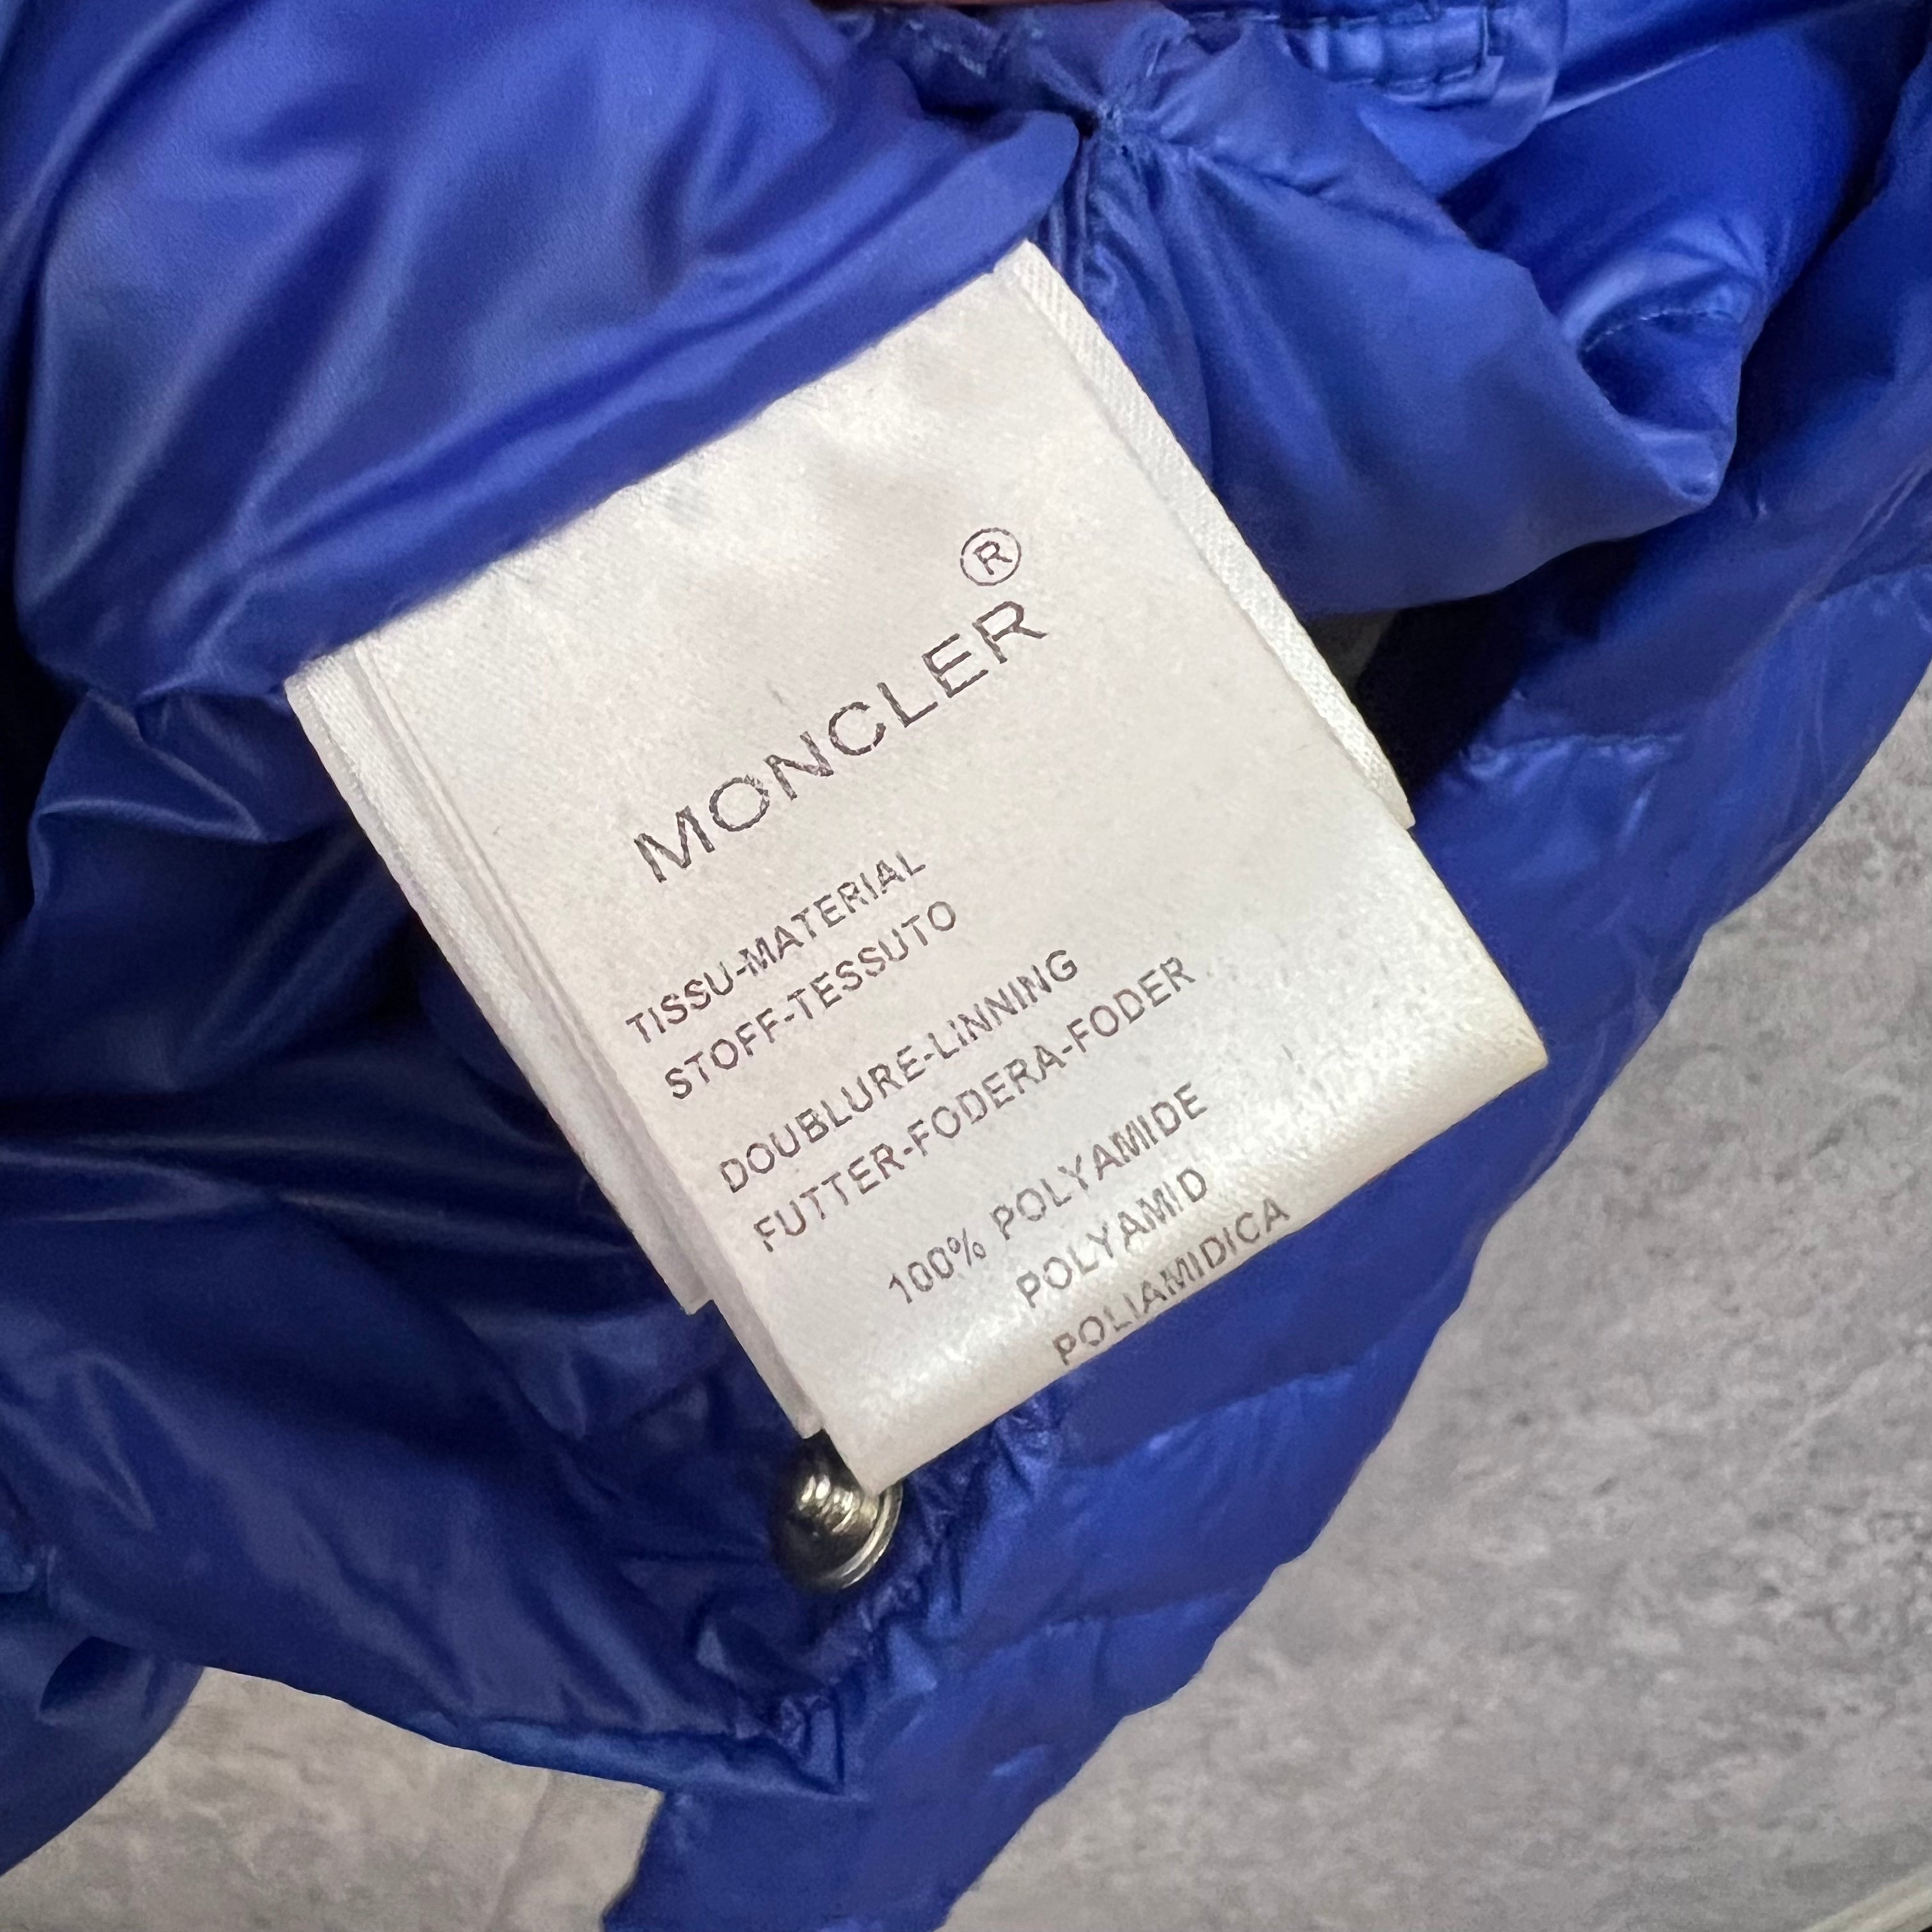 MONCLER®
TISSU-MATERIAL
STOFF-TESSUTO
DOUBLURE-LINNING
FUTTER-FODERA-FODER
100% POLYAMIDE
POLYAMID
POLIAMIDICA